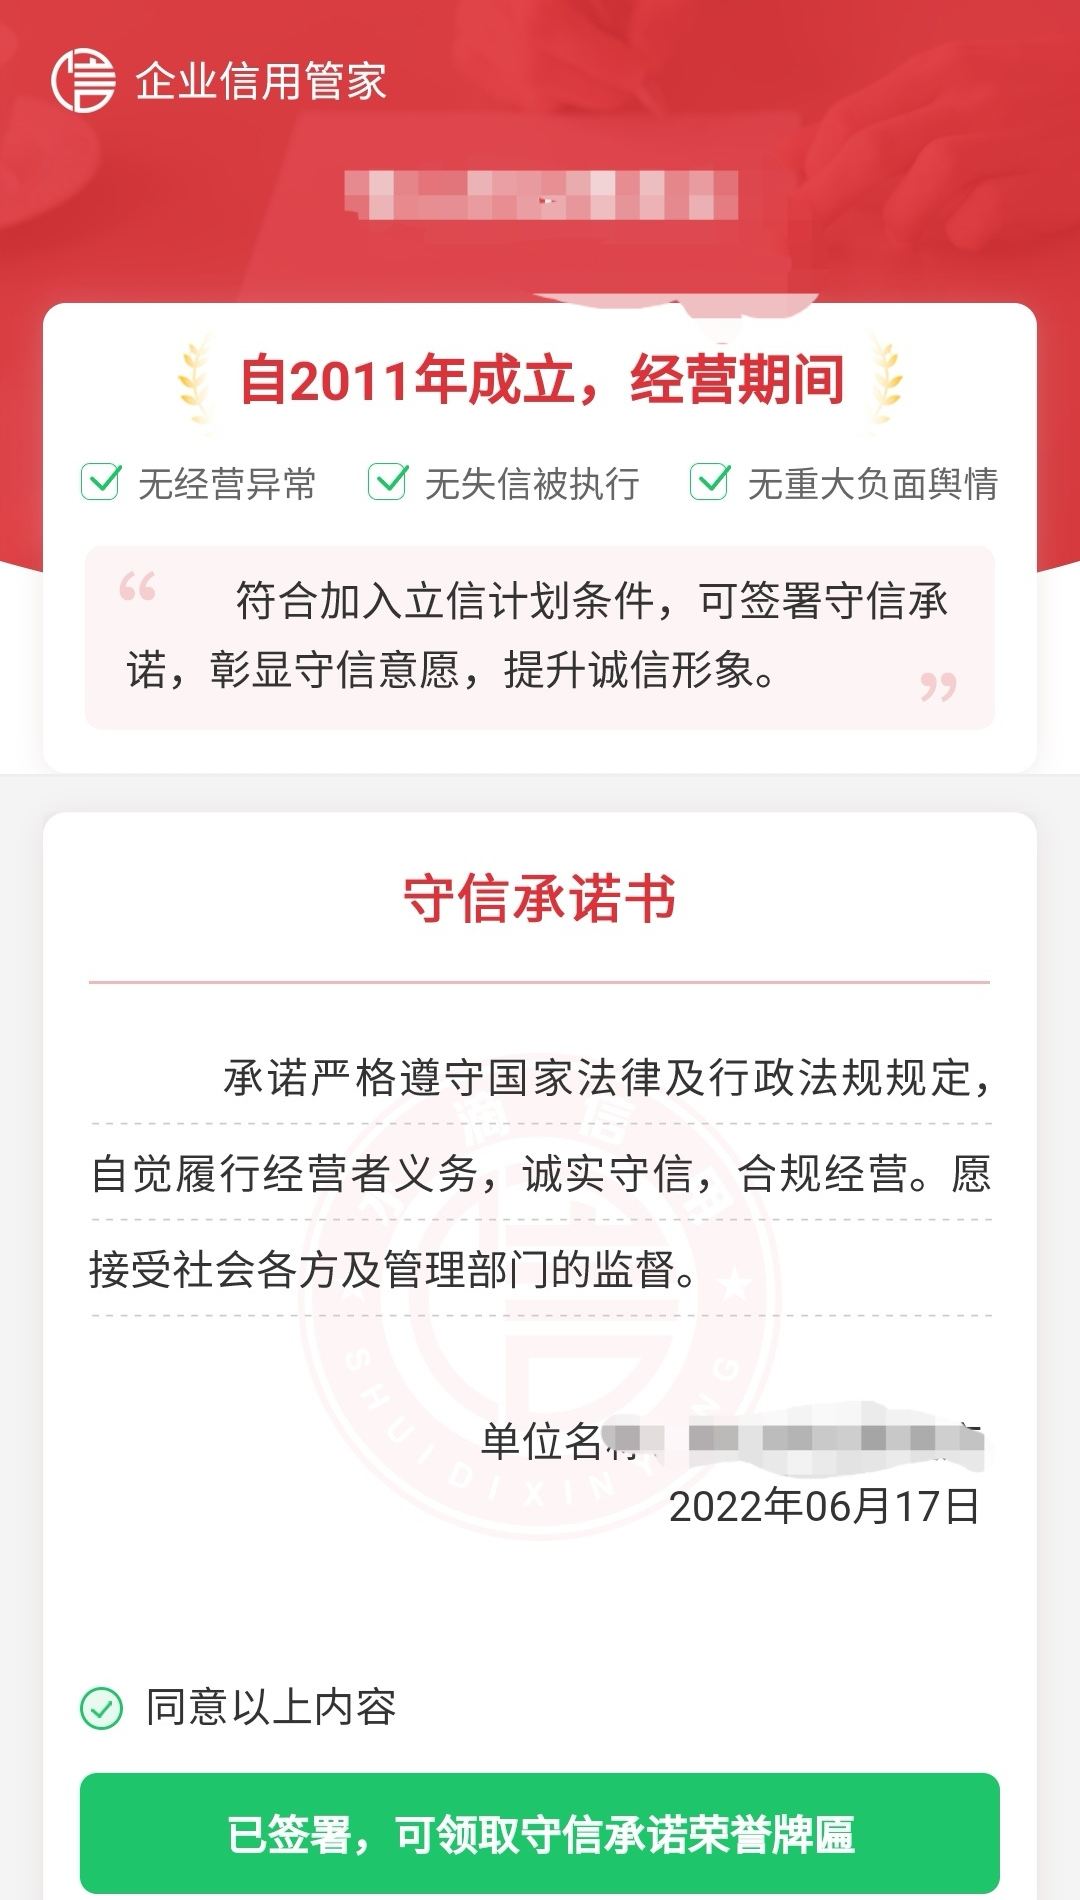 企业信用管家
自2011年成立，经营期间
无经营异常 无失信被执行 无重大负面舆情
“ 符合加入立信计划条件，可签署守信承
诺，彰显守信意愿，提升诚信形象。 ”
守信承诺书
承诺严格遵守国家法律及行政法规规定，
自觉履行经营者义务，诚实守信，合规经营。愿
接受社会各方及管理部门的监督。
单位名
2022年06月17日
SHUIDIXINYONG
同意以上内容
已签署，可领取守信承诺荣誉牌匾